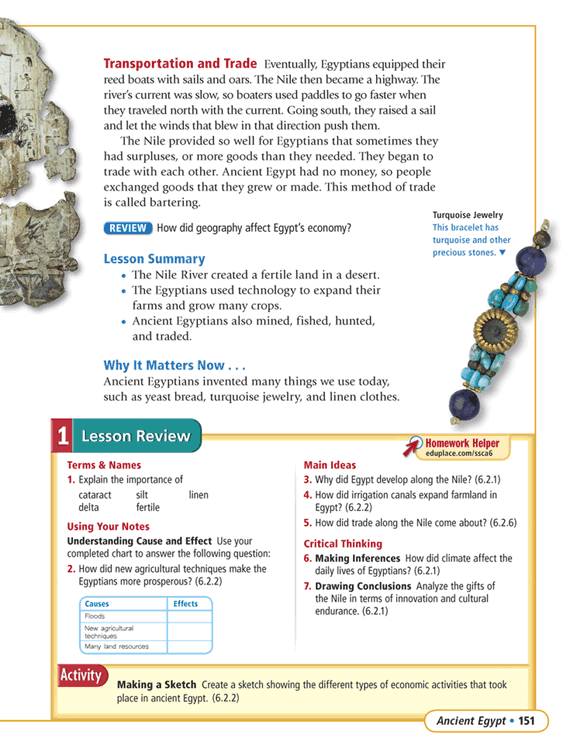 Transportation and Trade Eventually, Egyptians equipped their
reed boats with sails and oars. The Nile then became a highway. The
river's current was slow, so boaters used paddles to go faster when
they traveled north with the current. Going south, they raised a sail
and let the winds that blew in that direction push them.
The Nile provided so well for Egyptians that sometimes they
had surpluses, or more goods than they needed. They began to
trade with each other. Ancient Egypt had no money, so people
exchanged goods that they grew or made. This method of trade
is called bartering.
REVIEW How did geography affect Egypt's economy?
Turquoise Jewelry
This bracelet has
turquoise and other
precious stones. ▼
Lesson Summary
• The Nile River created a fertile land in a desert.
• The Egyptians used technology to expand their
farms and grow many crops.
• Ancient Egyptians also mined, fished, hunted,
and traded.
Why It Matters Now . . .
Ancient Egyptians invented many things we use today,
such as yeast bread, turquoise jewelry, and linen clothes.
1 Lesson Review
Homework Helper
eduplace.com/ssca6
Terms & Names
1. Explain the importance of
cataract silt linen
delta fertile
Using Your Notes
Understanding Cause and Effect Use your
completed chart to answer the following question:
2. How did new agricultural techniques make the
Egyptians more prosperous? (6.2.2)
Causes Effects
Floods
New agricultural
techniques
Many land resources
Main Ideas
3. Why did Egypt develop along the Nile? (6.2.1)
4. How did irrigation canals expand farmland in
Egypt? (6.2.2)
5. How did trade along the Nile come about? (6.2.6)
Critical Thinking
6. Making Inferences How did climate affect the
daily lives of Egyptians? (6.2.1)
7. Drawing Conclusions Analyze the gifts of
the Nile in terms of innovation and cultural
endurance. (6.2.1)
Activity
Making a Sketch Create a sketch showing the different types of economic activities that took
place in ancient Egypt. (6.2.2)
Ancient Egypt • 151